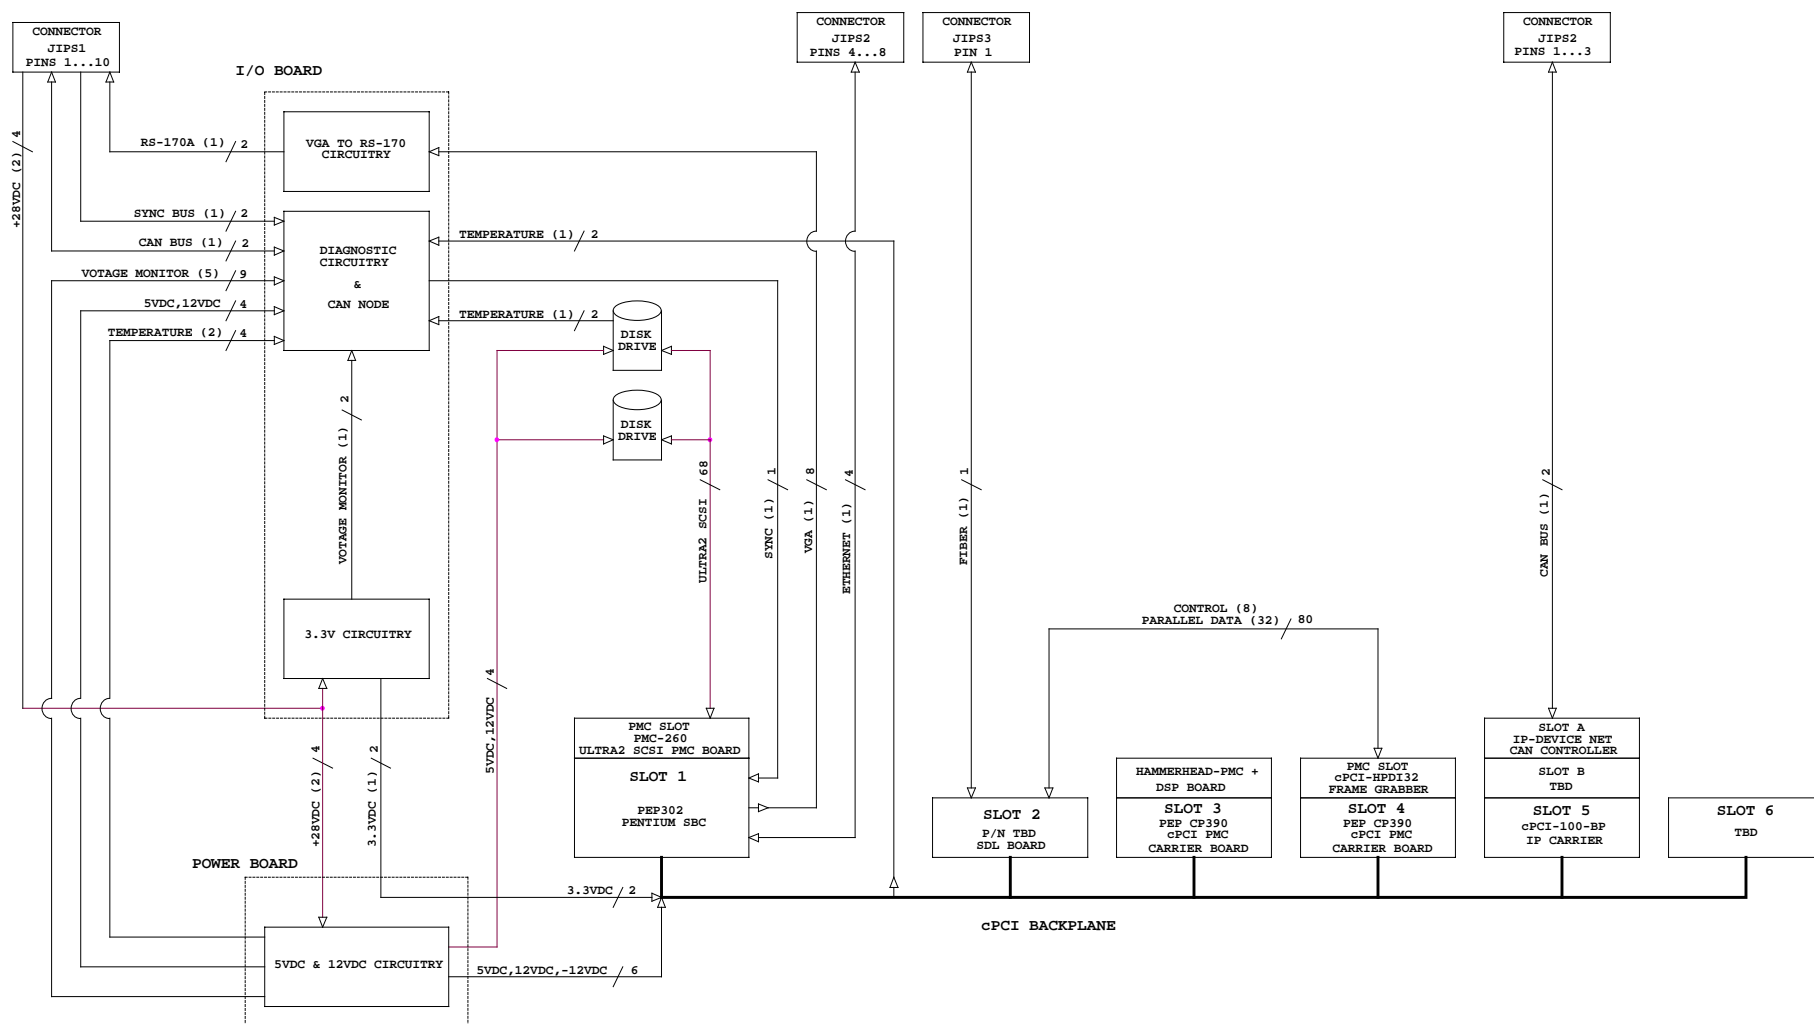 CONNECTOR
JIPS1
PINS 1...10
CONNECTOR
JIPS2
PINS 4...8
CONNECTOR
JIPS3
PIN 1
CONNECTOR
JIPS2
PINS 1...3
I/O BOARD
+28VDC (2) 4
RS-170A (1) 2
VGA TO RS-170
CIRCUITRY
SYNC BUS (1) 2
CAN BUS (1) 2
VOTAGE MONITOR (5) 9
5VDC,12VDC 4
TEMPERATURE (2) 4
DIAGNOSTIC
CIRCUITRY
&
CAN NODE
TEMPERATURE (1) 2
TEMPERATURE (1) 2
DISK
DRIVE
DISK
DRIVE
VOTAGE MONITOR (1) 2
ULTRA2 SCSI 68
SYNC (1) 1
VGA (1) 8
ETHERNET (1) 4
FIBER (1) 1
CAN BUS (1) 2
3.3V CIRCUITRY
CONTROL (8)
PARALLEL DATA (32) 80
5VDC,12VDC 4
+28VDC (2) 4
3.3VDC (1) 2
PMC SLOT
PMC-260
ULTRA2 SCSI PMC BOARD
SLOT 1
PEP302
PENTIUM SBC
SLOT 2
P/N TBD
SDL BOARD
HAMMERHEAD-PMC +
DSP BOARD
SLOT 3
PEP CP390
cPCI PMC
CARRIER BOARD
PMC SLOT
cPCI-HPDI32
FRAME GRABBER
SLOT 4
PEP CP390
cPCI PMC
CARRIER BOARD
SLOT A
IP-DEVICE NET
CAN CONTROLLER
SLOT B
TBD
SLOT 5
cPCI-100-BP
IP CARRIER
SLOT 6
TBD
POWER BOARD
3.3VDC 2
cPCI BACKPLANE
5VDC & 12VDC CIRCUITRY
5VDC,12VDC,-12VDC 6